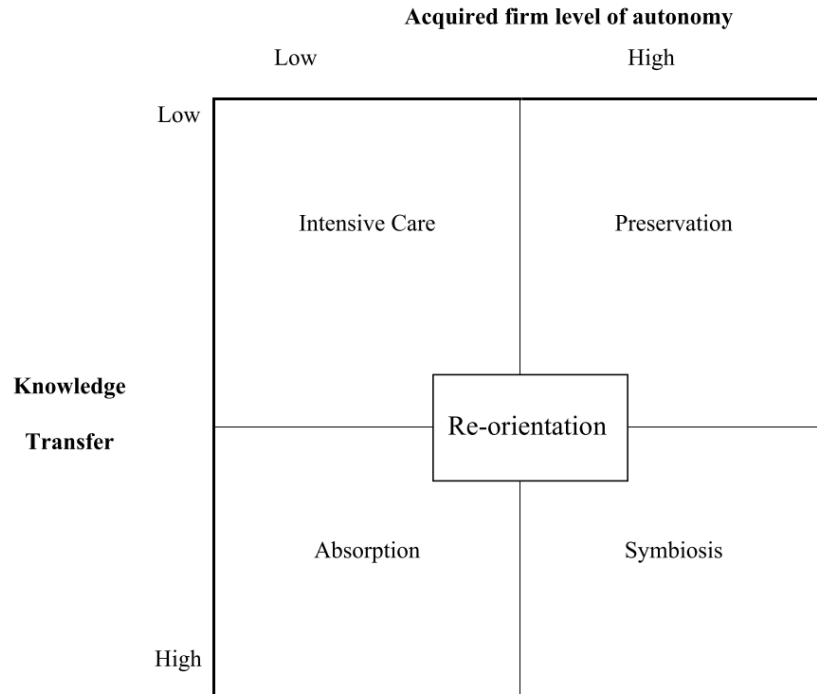 Acquired firm level of autonomy
Low High
Low
Intensive Care Preservation
Knowledge
Transfer
Re-orientation
Absorption Symbiosis
High